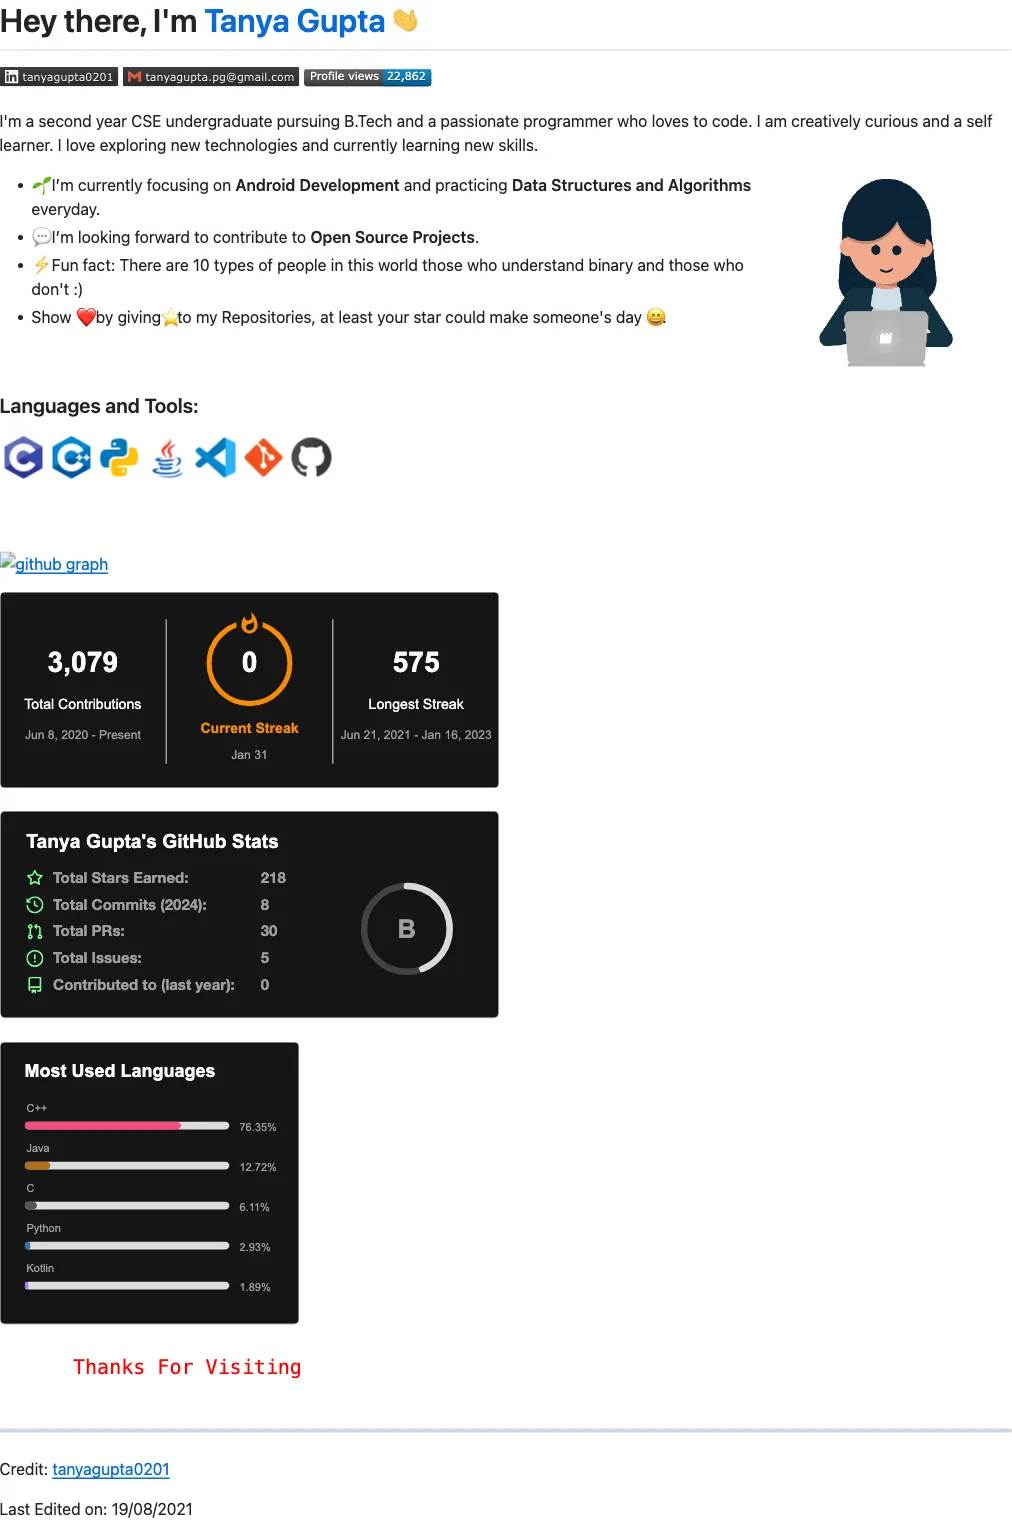 Hey there, I'm Tanya Gupta 👋
tanyagupta0201 tanyagupta.pg@gmail.com Profile views 22,862
I'm a second year CSE undergraduate pursuing B.Tech and a passionate programmer who loves to code. I am creatively curious and a self
learner. I love exploring new technologies and currently learning new skills.
• 🌱I'm currently focusing on Android Development and practicing Data Structures and Algorithms
everyday.
• 💬I'm looking forward to contribute to Open Source Projects.
• ⚡Fun fact: There are 10 types of people in this world those who understand binary and those who
don't :)
• Show ❤️by giving⭐to my Repositories, at least your star could make someone's day 😄.
Languages and Tools:
github graph
3,079
Total Contributions
Jun 8, 2020 - Present
0
Current Streak
Jan 31
575
Longest Streak
Jun 21, 2021 - Jan 16, 2023
Tanya Gupta's GitHub Stats
Total Stars Earned: 218
Total Commits (2024): 8
Total PRs: 30
Total Issues: 5
Contributed to (last year): 0
B
Most Used Languages
C++
76.35%
Java
12.72%
C
6.11%
Python
2.93%
Kotlin
1.89%
Thanks For Visiting
Credit: tanyagupta0201
Last Edited on: 19/08/2021